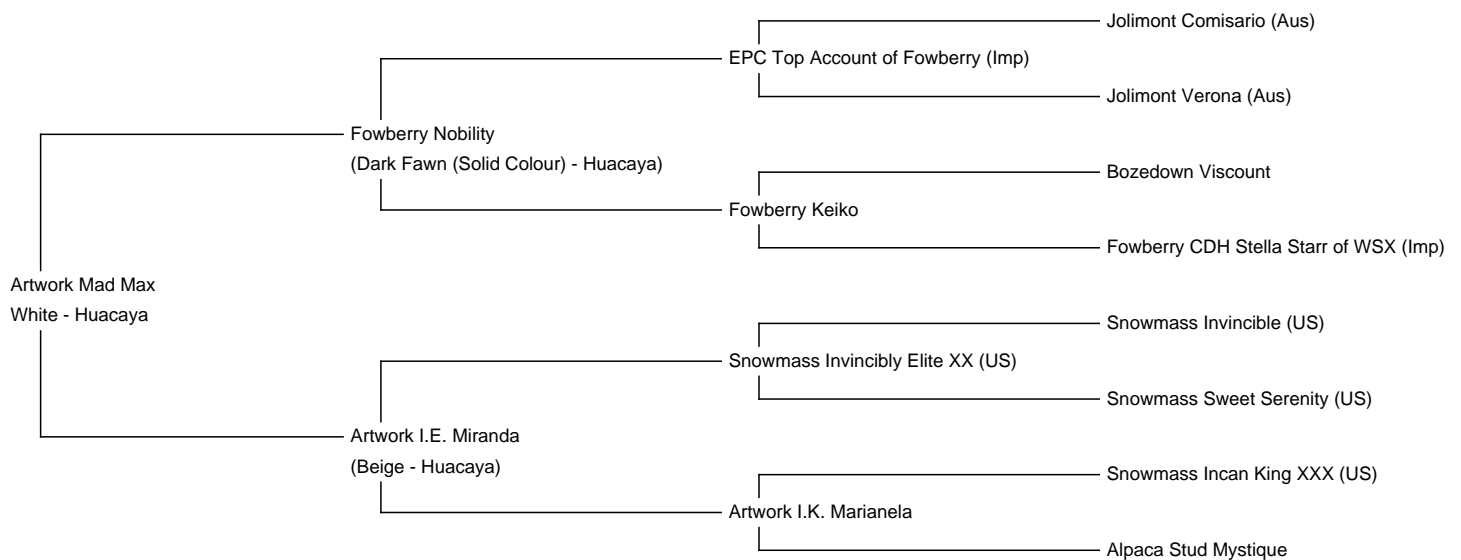 Jolimont Comisario (Aus)
EPC Top Account of Fowberry (Imp)
Jolimont Verona (Aus)
Fowberry Nobility
(Dark Fawn (Solid Colour) - Huacaya)
Bozedown Viscount
Fowberry Keiko
Fowberry CDH Stella Starr of WSX (Imp)
Artwork Mad Max
White - Huacaya
Snowmass Invincible (US)
Snowmass Invincibly Elite XX (US)
Snowmass Sweet Serenity (US)
Artwork I.E. Miranda
(Beige - Huacaya)
Snowmass Incan King XXX (US)
Artwork I.K. Marianela
Alpaca Stud Mystique